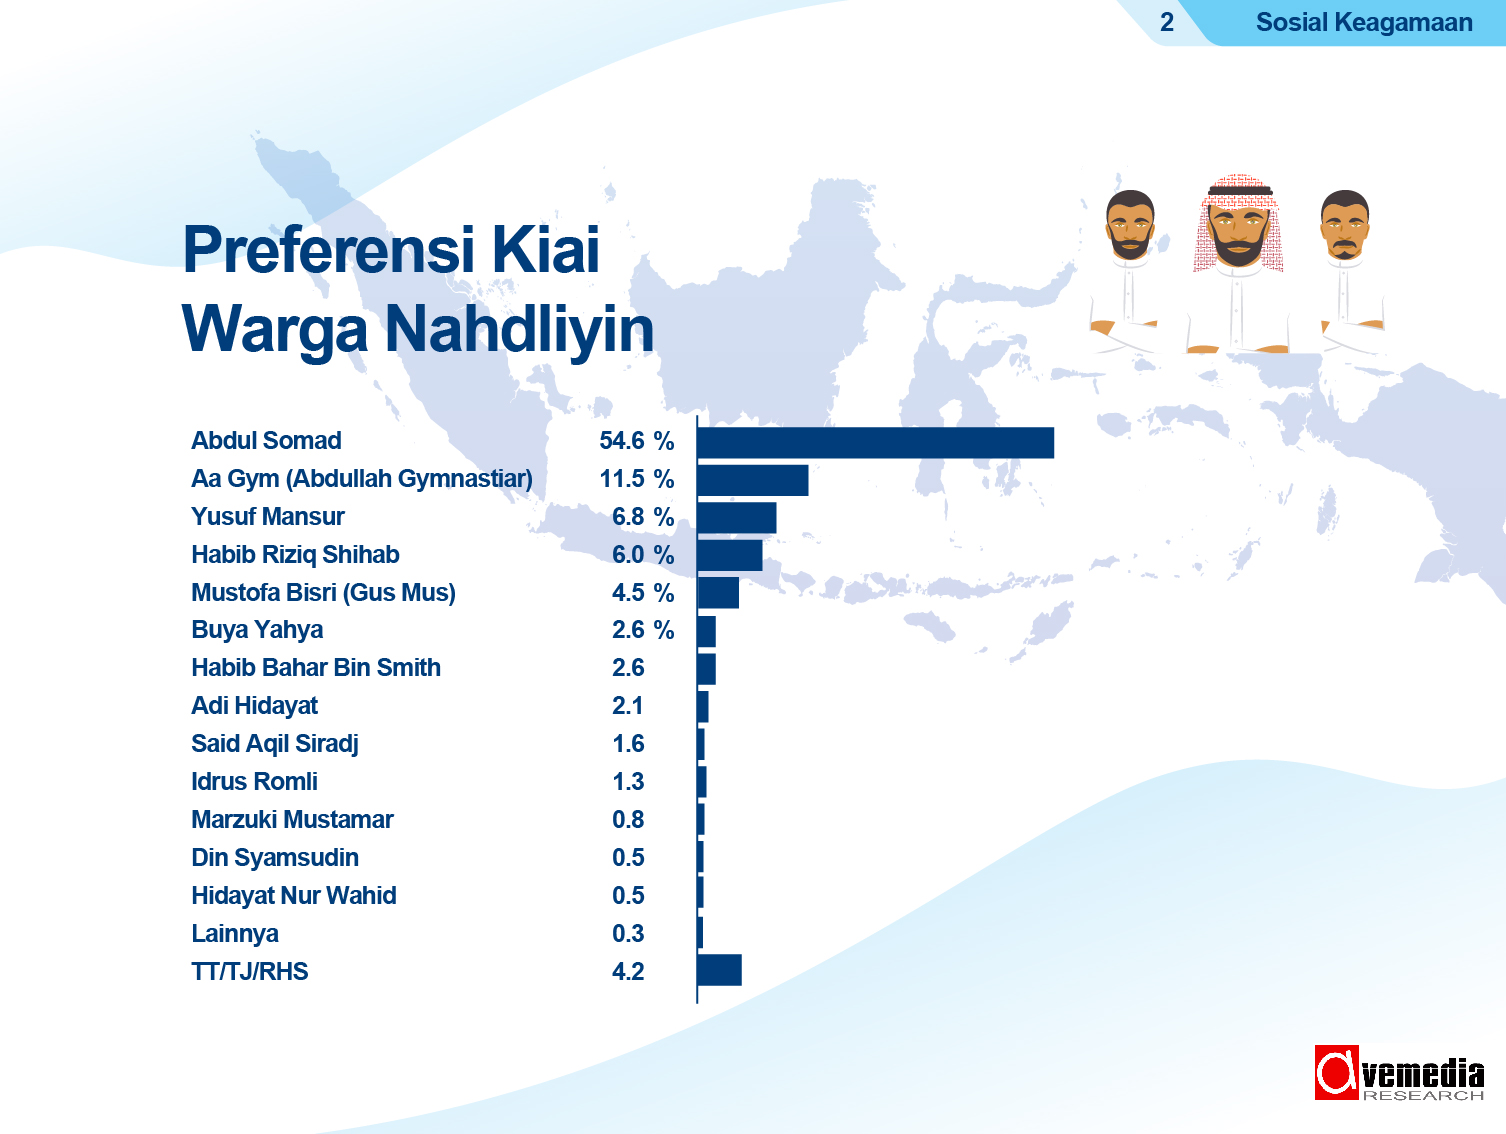 2 Sosial Keagamaan
Preferensi Kiai
Warga Nahdliyin
Abdul Somad 54.6 %
Aa Gym (Abdullah Gymnastiar) 11.5 %
Yusuf Mansur 6.8 %
Habib Riziq Shihab 6.0 %
Mustofa Bisri (Gus Mus) 4.5 %
Buya Yahya 2.6 %
Habib Bahar Bin Smith 2.6
Adi Hidayat 2.1
Said Aqil Siradj 1.6
Idrus Romli 1.3
Marzuki Mustamar 0.8
Din Syamsudin 0.5
Hidayat Nur Wahid 0.5
Lainnya 0.3
TT/TJ/RHS 4.2
avemedia
RESEARCH